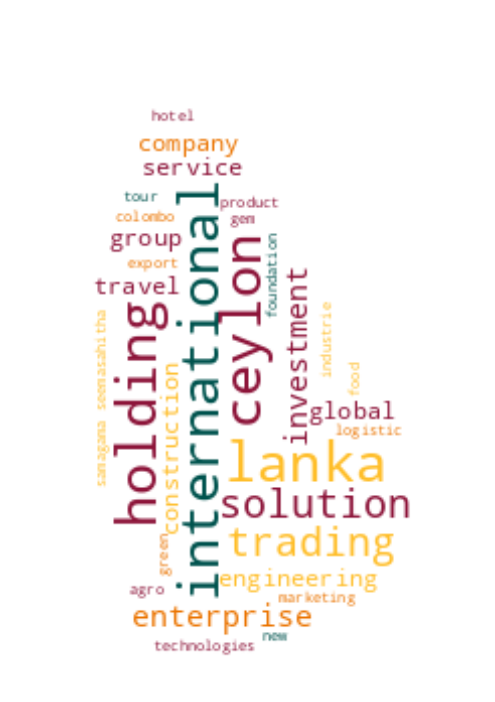 hotel
company
service
tour
product
colombo
gem
group
export
travel
international
ceylon
foundation
investment
holding
samagama seemasahitha
construction
industrie
food
global
logistic
lanka
solution
trading
green
engineering
agro
marketing
enterprise
new
technologies